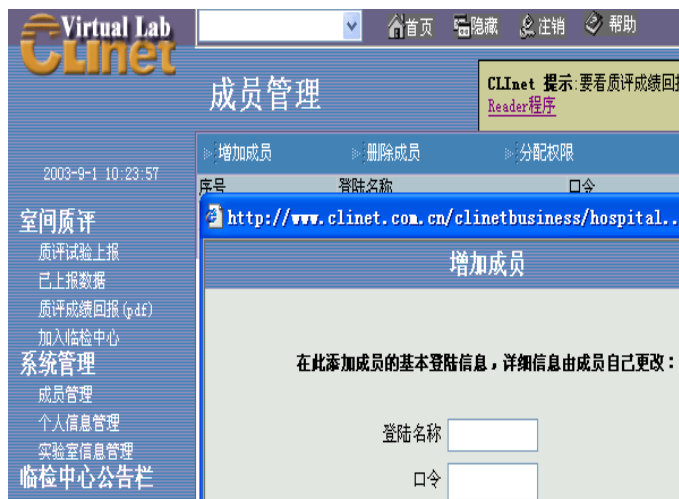 Virtual Lab
CLinet
首页 隐藏 注销 帮助
成员管理
CLInet 提示:要看质评成绩回报
Reader程序
增加成员 删除成员 分配权限
2003-9-1 10:23:57
序号 登陆名称 口令
http://www.clinet.com.cn/clinetbusiness/hospital...
增加成员
室间质评
质评试验上报
已上报数据
质评成绩回报(pdf)
加入临检中心
系统管理
成员管理
个人信息管理
实验室信息管理
临检中心公告栏
在此添加成员的基本登陆信息，详细信息由成员自己更改：
登陆名称
口令